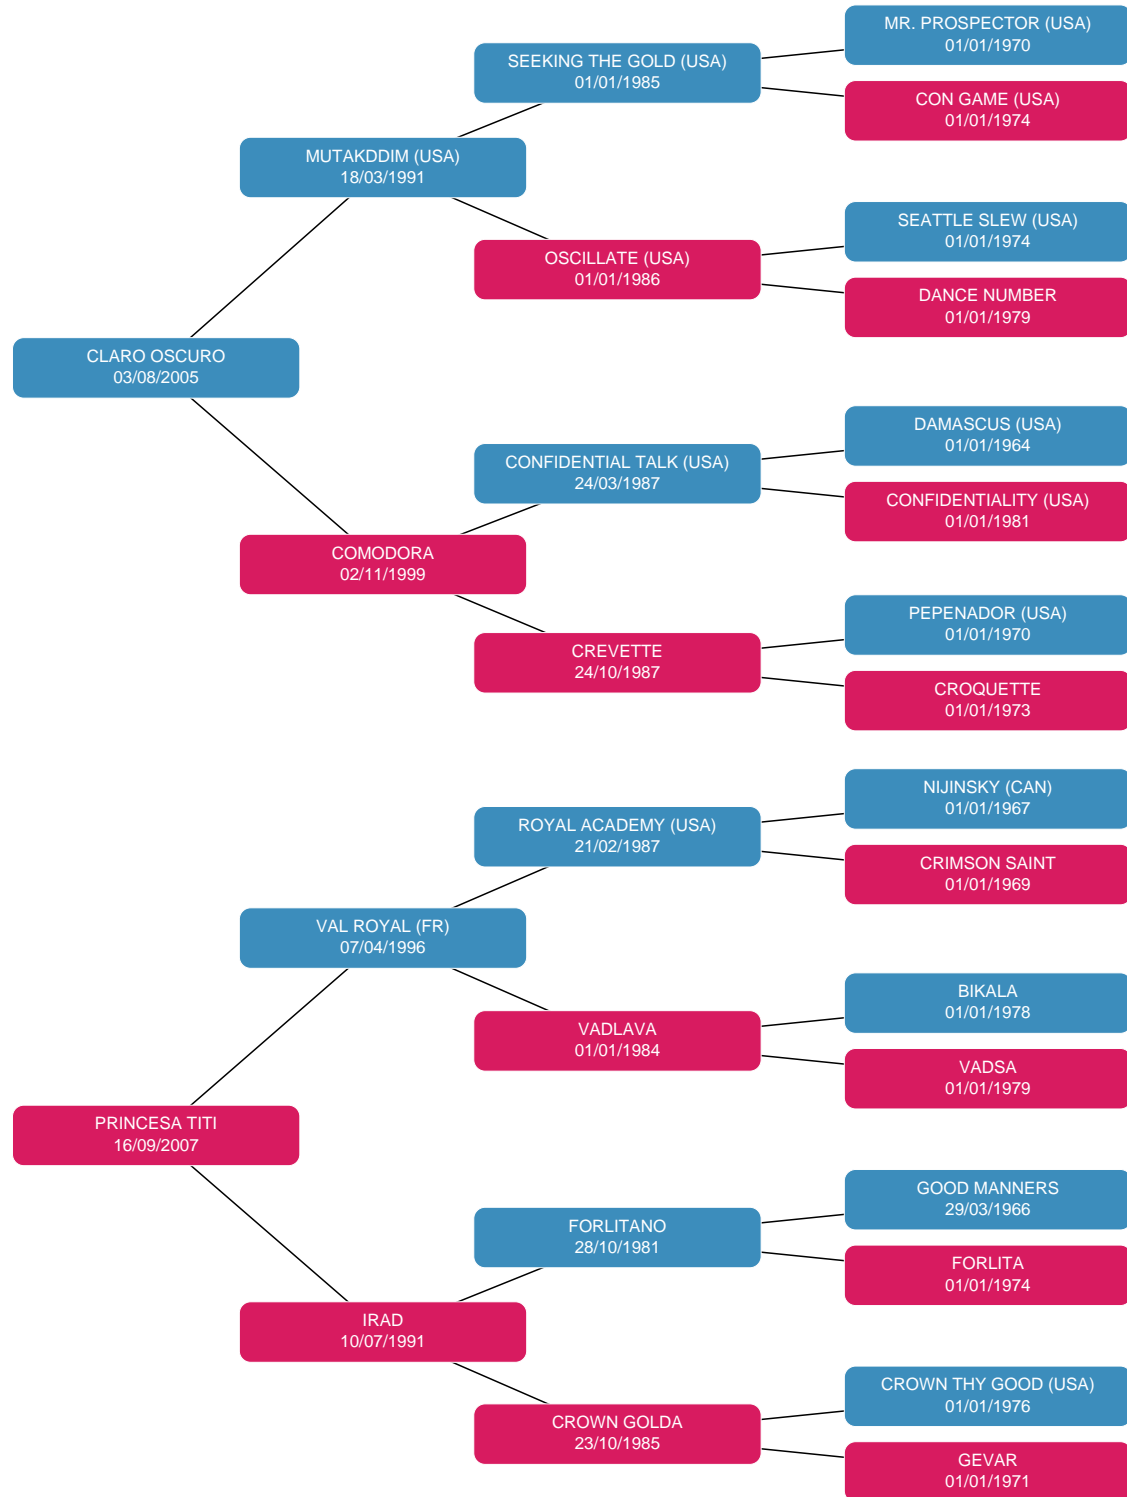 MR. PROSPECTOR (USA)
01/01/1970
SEEKING THE GOLD (USA)
01/01/1985
CON GAME (USA)
01/01/1974
MUTAKDDIM (USA)
18/03/1991
SEATTLE SLEW (USA)
01/01/1974
OSCILLATE (USA)
01/01/1986
DANCE NUMBER
01/01/1979
CLARO OSCURO
03/08/2005
DAMASCUS (USA)
01/01/1964
CONFIDENTIAL TALK (USA)
24/03/1987
CONFIDENTIALITY (USA)
01/01/1981
COMODORA
02/11/1999
PEPENADOR (USA)
01/01/1970
CREVETTE
24/10/1987
CROQUETTE
01/01/1973
NIJINSKY (CAN)
01/01/1967
ROYAL ACADEMY (USA)
21/02/1987
CRIMSON SAINT
01/01/1969
VAL ROYAL (FR)
07/04/1996
BIKALA
01/01/1978
VADLAVA
01/01/1984
VADSA
01/01/1979
PRINCESA TITI
16/09/2007
GOOD MANNERS
29/03/1966
FORLITANO
28/10/1981
FORLITA
01/01/1974
IRAD
10/07/1991
CROWN THY GOOD (USA)
01/01/1976
CROWN GOLDA
23/10/1985
GEVAR
01/01/1971